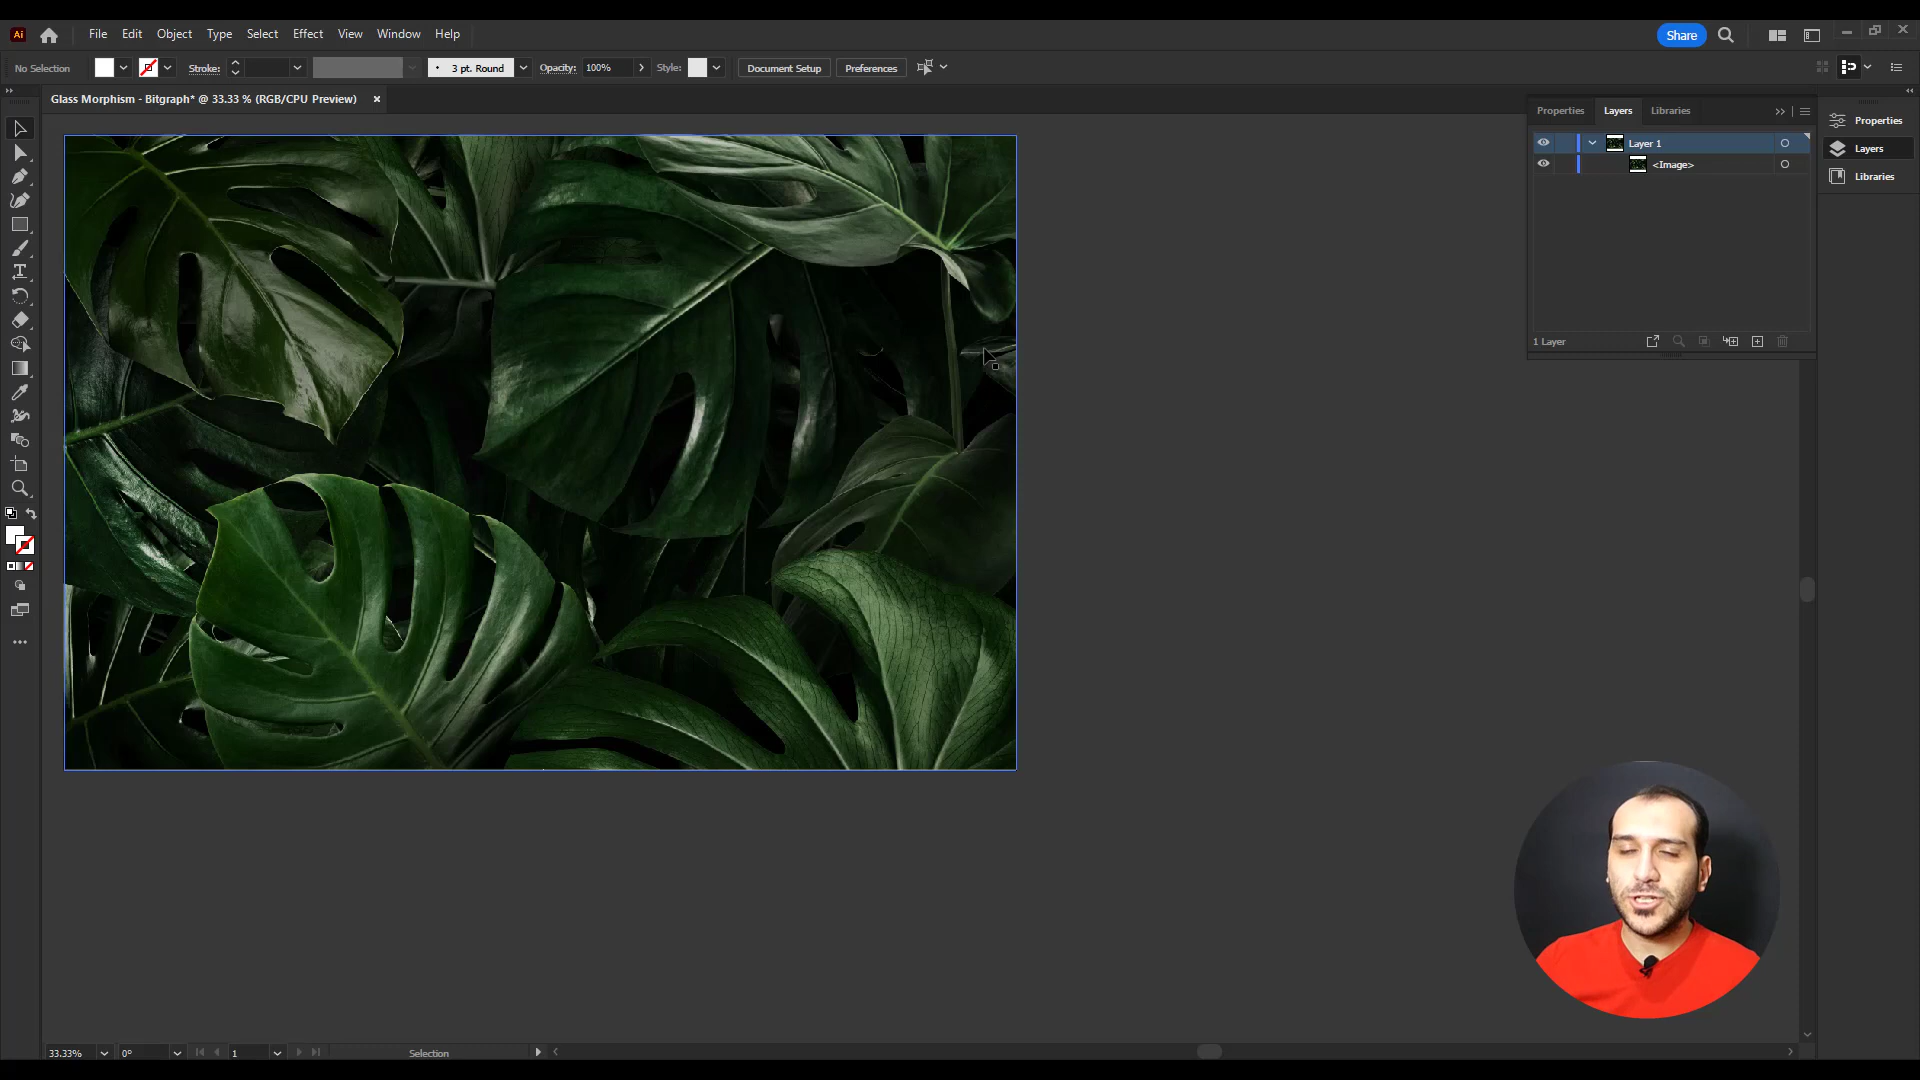 Ai File Edit Object Type Select Effect View Window Help Share
No Selection Stroke: 3 pt. Round Opacity: 100% Style: Document Setup Preferences
Glass Morphism - Bitgraph* @ 33.33 % (RGB/CPU Preview)
Properties Layers Libraries
Layer 1
<Image>
1 Layer
Properties
Layers
Libraries
33.33% 0° 1 Selection